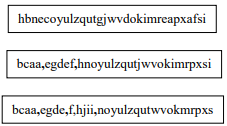 hbnecoyulzqutgjwvdokimreapxafsi
bcaa,egdef,hnoyulzqutjwvokimrpxsi
bcaa,egde,f,hjii,noyulzqutwvokmrpxs